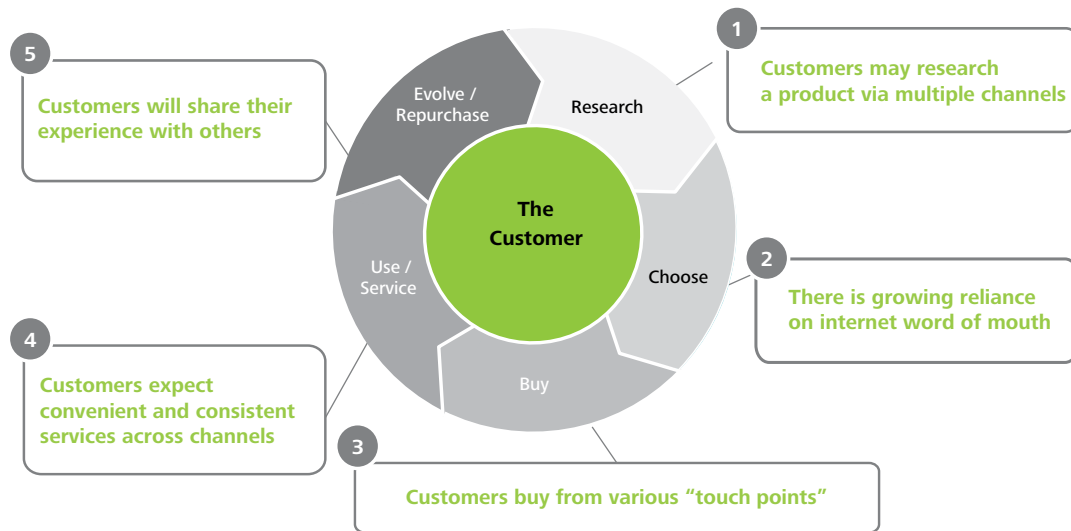 1
Customers may research
a product via multiple channels
2
There is growing reliance
on internet word of mouth
3
Customers buy from various “touch points”
4
Customers expect
convenient and consistent
services across channels
5
Customers will share their
experience with others
The
Customer
Research
Choose
Buy
Use /
Service
Evolve /
Repurchase